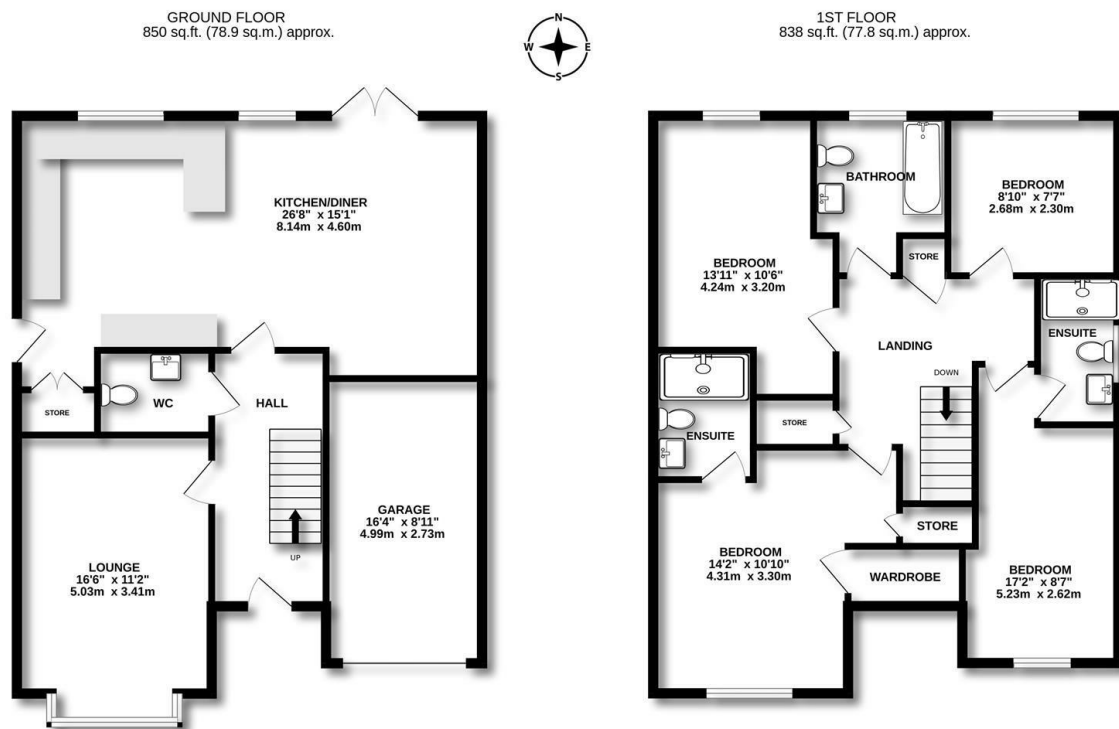 GROUND FLOOR
850 sq.ft. (78.9 sq.m.) approx.
N
W E
S
1ST FLOOR
838 sq.ft. (77.8 sq.m.) approx.
KITCHEN/DINER
26'8" x 15'1"
8.14m x 4.60m
STORE
WC
HALL
UP
LOUNGE
16'6" x 11'2"
5.03m x 3.41m
GARAGE
16'4" x 8'11"
4.99m x 2.73m
BATHROOM
BEDROOM
8'10" x 7'7"
2.68m x 2.30m
BEDROOM
13'11" x 10'6"
4.24m x 3.20m
STORE
ENSUITE
LANDING
DOWN
STORE
ENSUITE
STORE
BEDROOM
14'2" x 10'10"
4.31m x 3.30m
WARDROBE
BEDROOM
17'2" x 8'7"
5.23m x 2.62m